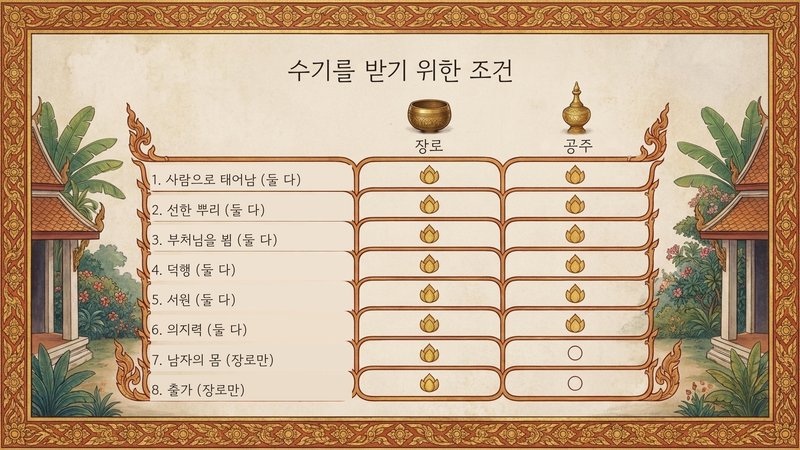 수기를 받기 위한 조건
장로 공주
1. 사람으로 태어남 (둘 다)
2. 선한 뿌리 (둘 다)
3. 부처님을 뵘 (둘 다)
4. 덕행 (둘 다)
5. 서원 (둘 다)
6. 의지력 (둘 다)
7. 남자의 몸 (장로만)
8. 출가 (장로만)